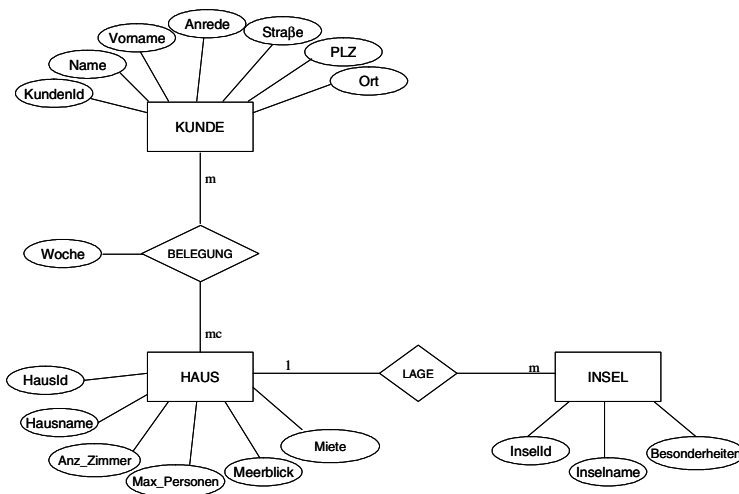 Anrede
Vorname
Straβe
Name
PLZ
KundenId
Ort
KUNDE
m
Woche
BELEGUNG
mc
HausId
HAUS
1
LAGE
m
INSEL
Hausname
Anz_Zimmer
Max_Personen
Meerblick
Miete
InselId
Inselname
Besonderheiten